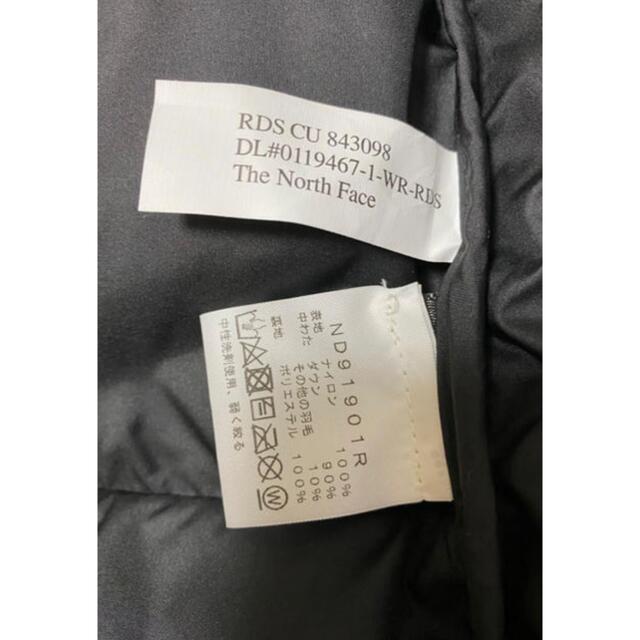 RDS CU 843098
DL#0119467-1-WR-RDS
The North Face
ND91901R
表地 ナイロン 100%
中わた ダウン 90%
その他の羽毛 10%
裏地 ポリエステル 100%
W
中性洗剤使用、弱く絞る